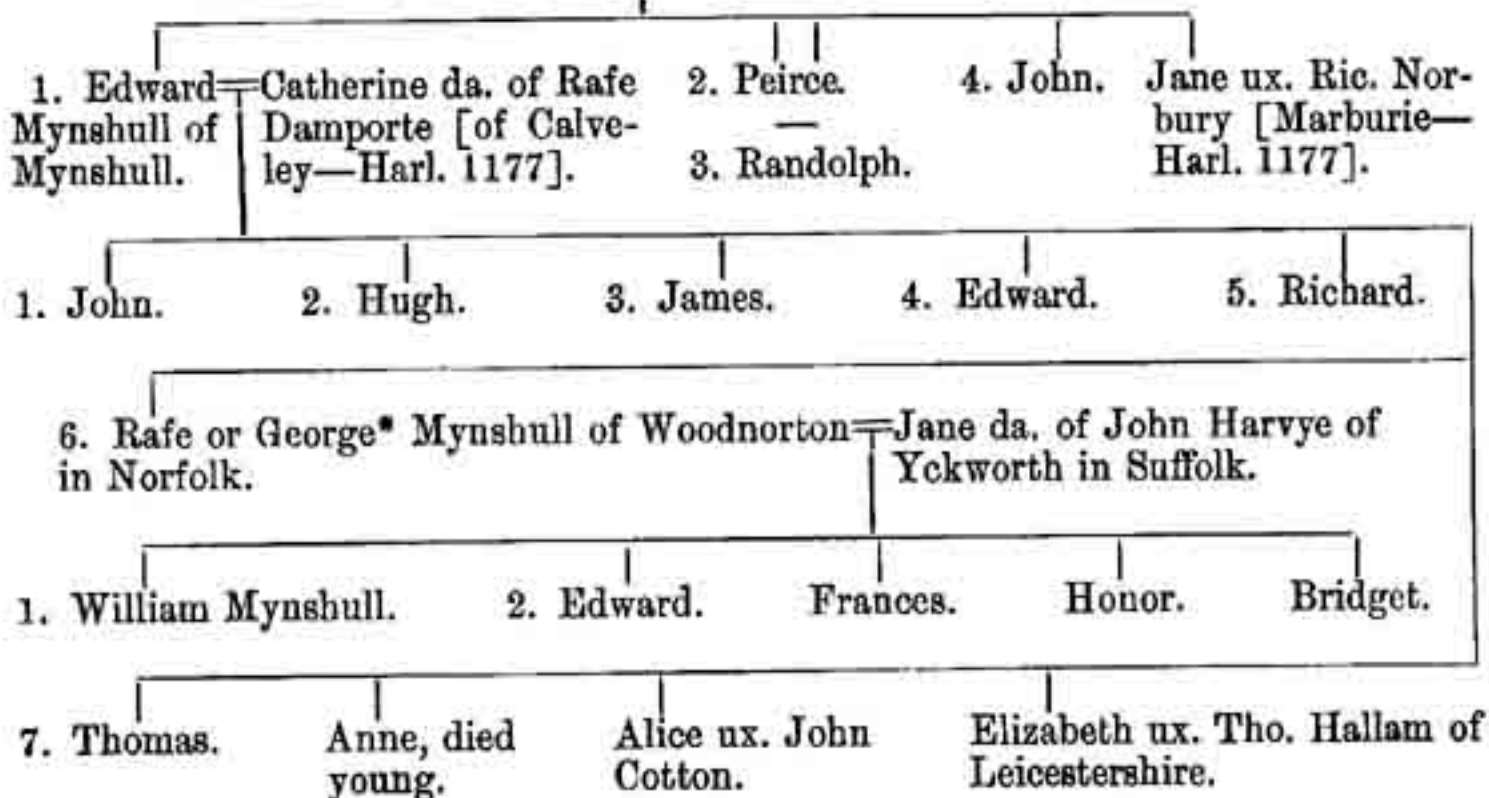 1. Edward Mynshull of Mynshull.
Catherine da. of Rafe Damporte [of Calveley—Harl. 1177].
2. Peirce.
—
3. Randolph.
4. John.
Jane ux. Ric. Norbury [Marburie—Harl. 1177].
1. John.
2. Hugh.
3. James.
4. Edward.
5. Richard.
6. Rafe or George* Mynshull of Woodnorton
in Norfolk.
Jane da. of John Harvye of
Yckworth in Suffolk.
1. William Mynshull.
2. Edward.
Frances.
Honor.
Bridget.
7. Thomas.
Anne, died
young.
Alice ux. John
Cotton.
Elizabeth ux. Tho. Hallam of
Leicestershire.